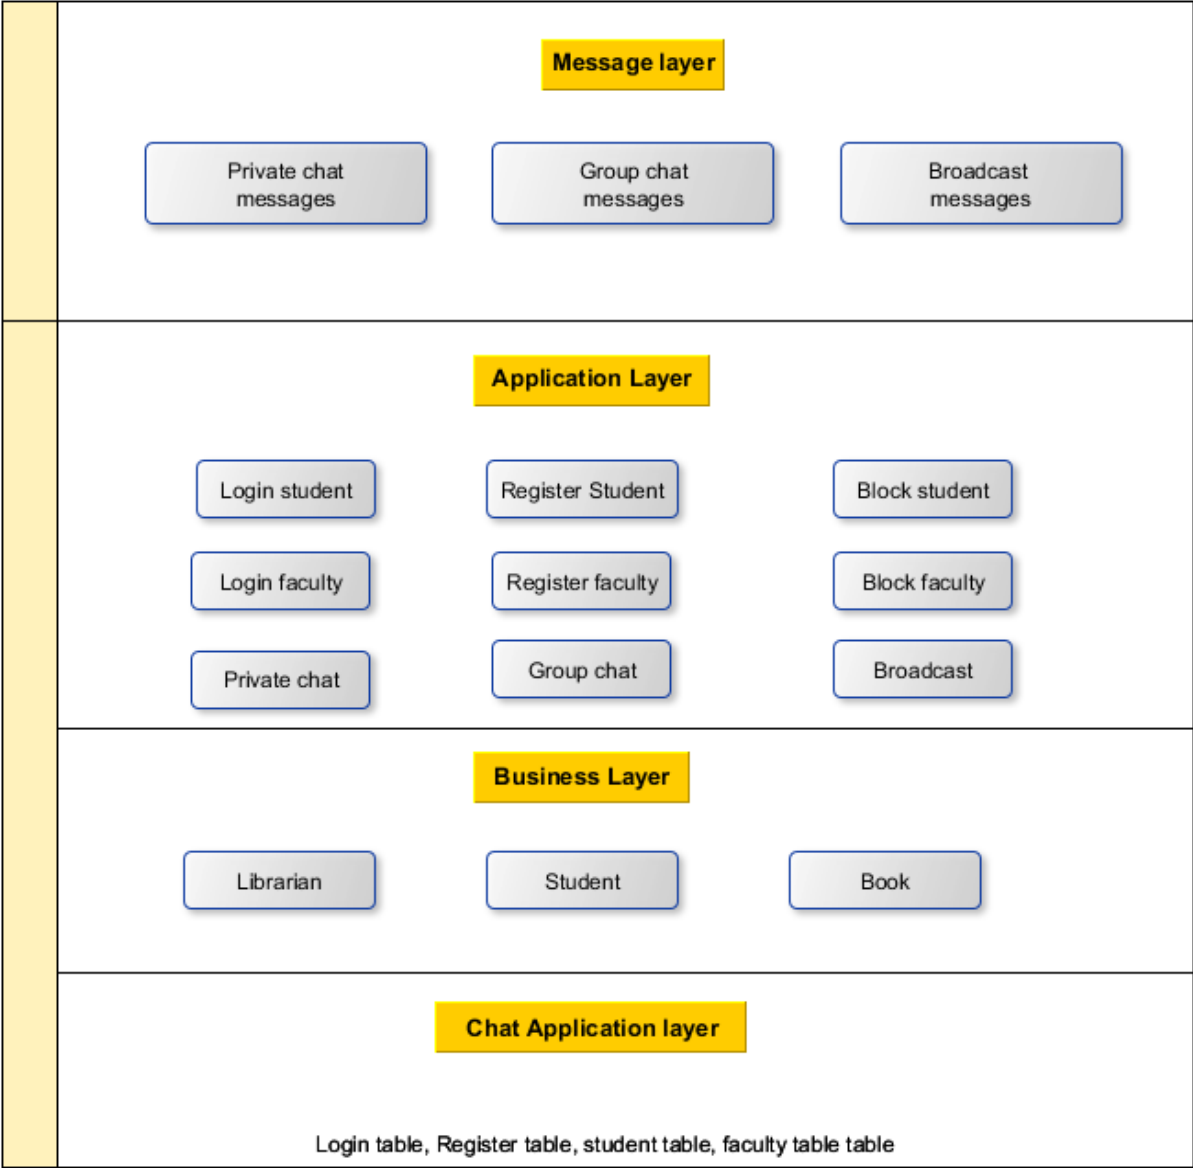 Message layer
Private chat
messages
Group chat
messages
Broadcast
messages
Application Layer
Login student
Register Student
Block student
Login faculty
Register faculty
Block faculty
Private chat
Group chat
Broadcast
Business Layer
Librarian
Student
Book
Chat Application layer
Login table, Register table, student table, faculty table table